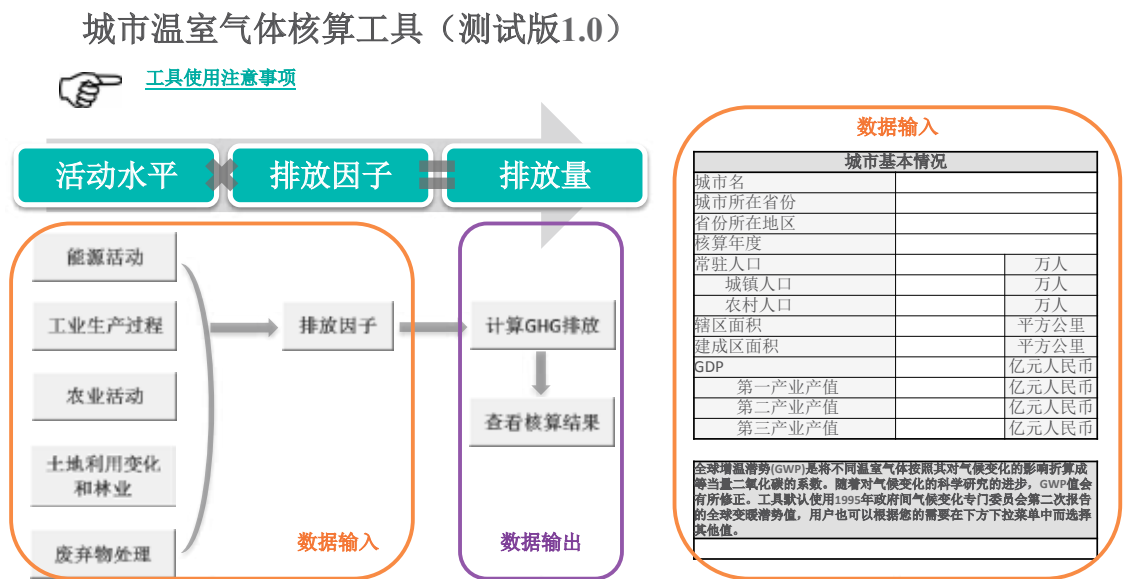 城市温室气体核算工具（测试版1.0）
工具使用注意事项
活动水平
排放因子
排放量
能源活动
工业生产过程
农业活动
土地利用变化
和林业
废弃物处理
排放因子
数据输入
计算GHG排放
查看核算结果
数据输出
数据输入
城市基本情况
城市名
城市所在省份
省份所在地区
核算年度
常驻人口 万人
城镇人口 万人
农村人口 万人
辖区面积 平方公里
建成区面积 平方公里
GDP 亿元人民币
第一产业产值 亿元人民币
第二产业产值 亿元人民币
第三产业产值 亿元人民币
全球增温潜势(GWP)是将不同温室气体按照其对气候变化的影响折算成
等当量二氧化碳的系数。随着对气候变化的科学研究的进步，GWP值会
有所修正。工具默认使用1995年政府间气候变化专门委员会第二次报告
的全球变暖潜势值，用户也可以根据您的需要在下方下拉菜单中而选择
其他值。